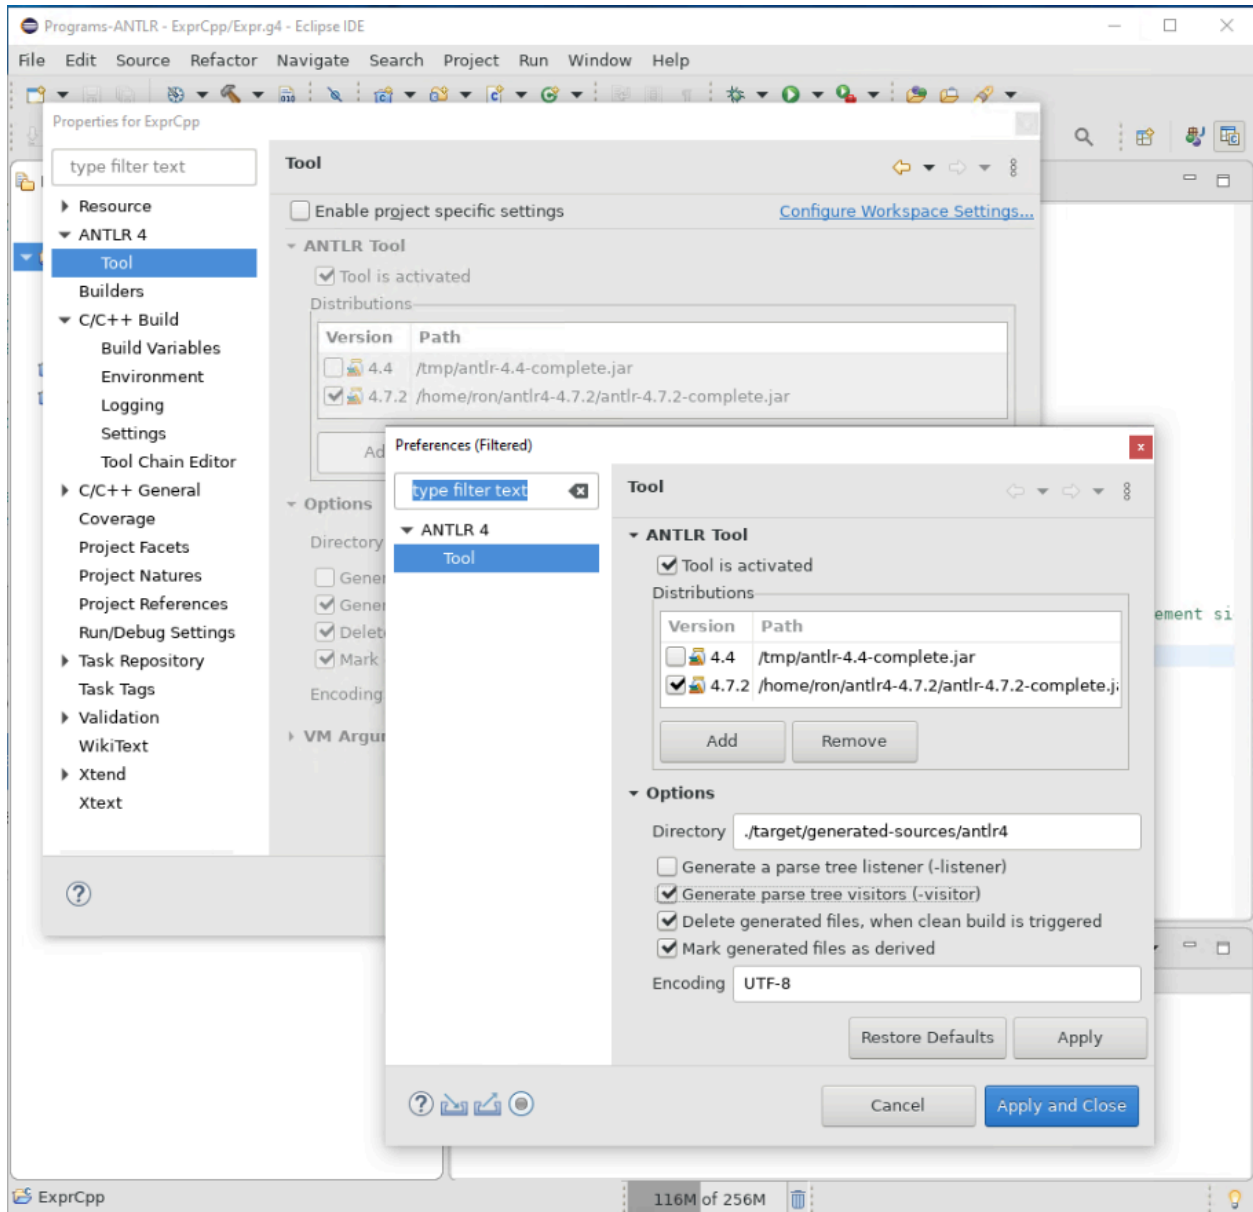 Programs-ANTLR - ExprCpp/Expr.g4 - Eclipse IDE
File Edit Source Refactor Navigate Search Project Run Window Help
Properties for ExprCpp
type filter text
Resource
ANTLR 4
Tool
Builders
C/C++ Build
Build Variables
Environment
Logging
Settings
Tool Chain Editor
C/C++ General
Coverage
Project Facets
Project Natures
Project References
Run/Debug Settings
Task Repository
Task Tags
Validation
WikiText
Xtend
Xtext
Tool
Enable project specific settings Configure Workspace Settings...
ANTLR Tool
Tool is activated
Distributions
Version Path
4.4 /tmp/antlr-4.4-complete.jar
4.7.2 /home/ron/antlr4-4.7.2/antlr-4.7.2-complete.jar
Ad
Options
Directory
Gener
Gener
Delet
Mark
Encoding
VM Argu
ement si
Preferences (Filtered)
type filter text
ANTLR 4
Tool
Tool
ANTLR Tool
Tool is activated
Distributions
Version Path
4.4 /tmp/antlr-4.4-complete.jar
4.7.2 /home/ron/antlr4-4.7.2/antlr-4.7.2-complete.j
Add Remove
Options
Directory ./target/generated-sources/antlr4
Generate a parse tree listener (-listener)
Generate parse tree visitors (-visitor)
Delete generated files, when clean build is triggered
Mark generated files as derived
Encoding UTF-8
Restore Defaults Apply
Cancel Apply and Close
ExprCpp 116M of 256M